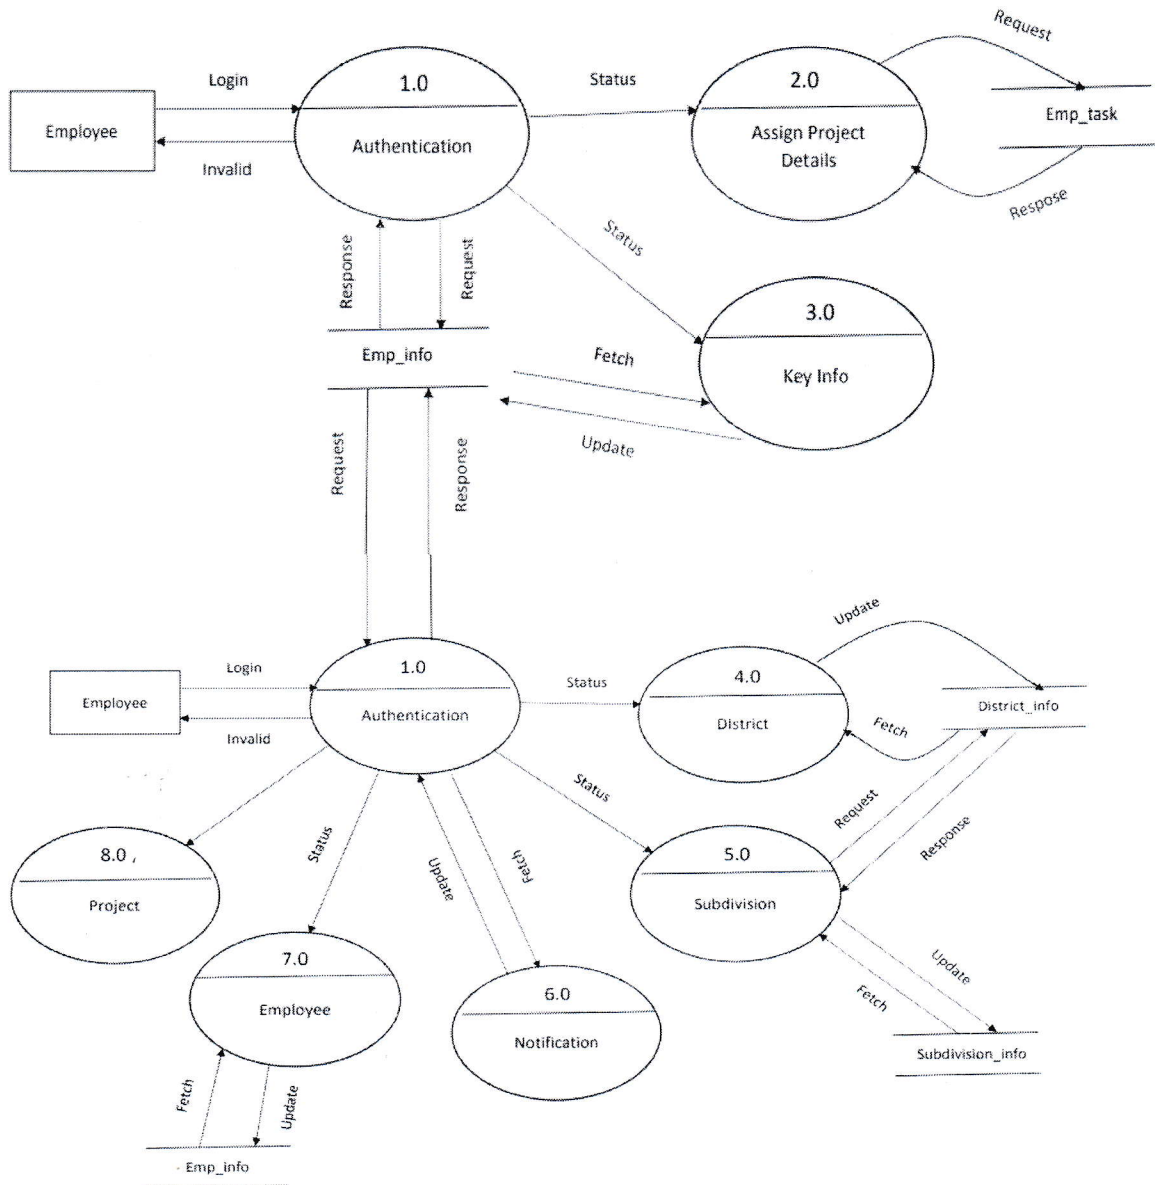 Request
Login
1.0
Status
2.0
Employee
Authentication
Assign Project
Details
Emp_task
Invalid
Respose
Response
Request
Status
3.0
Emp_info
Fetch
Key Info
Update
Request
Response
Update
Login
1.0
Status
4.0
Employee
Authentication
District
District_info
Invalid
Fetch
Status
Request
Response
8.0 ,
Status
Update
Fetch
5.0
Project
Subdivision
7.0
Update
6.0
Fetch
Employee
Notification
Subdivision_info
Fetch
Update
Emp_info